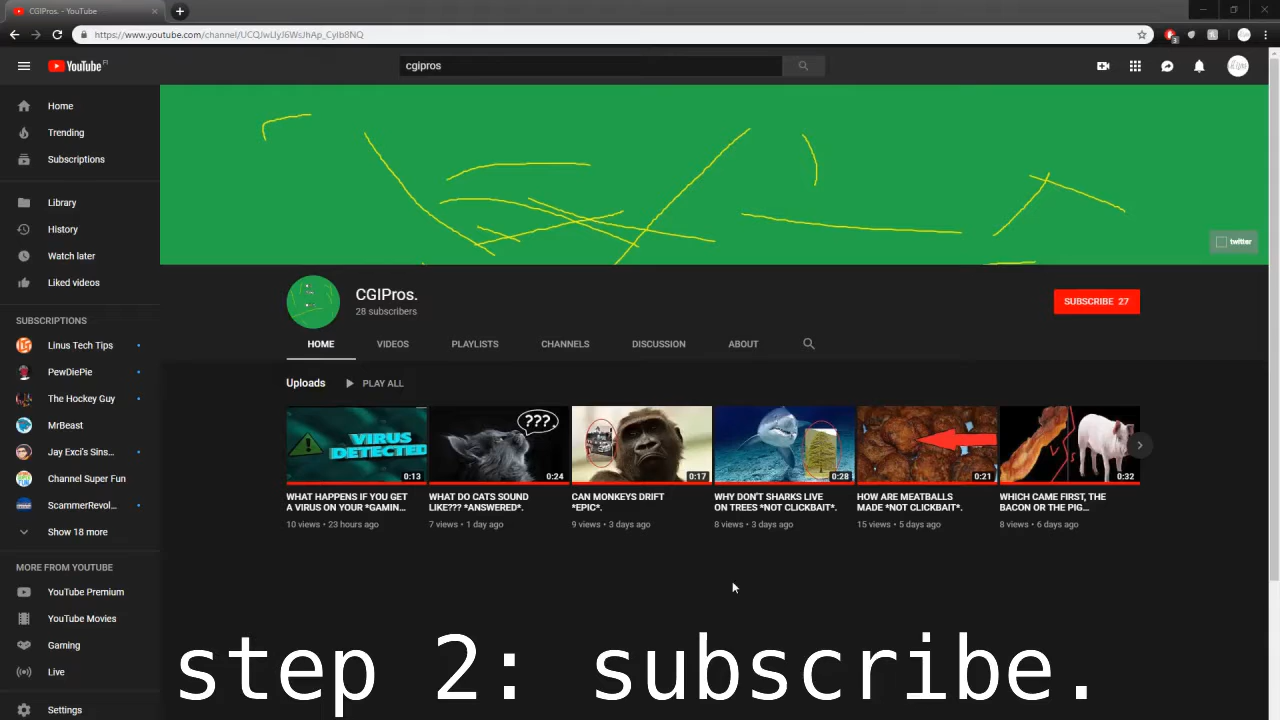 CGIPros. - YouTube
https://www.youtube.com/channel/UCQJwLlyJ6WsJhAp_Cylb8NQ
YouTube FI
cgipros
Home
Trending
Subscriptions
Library
History
Watch later
Liked videos
SUBSCRIPTIONS
Linus Tech Tips
PewDiePie
The Hockey Guy
MrBeast
Jay Exci's Sins...
Channel Super Fun
ScammerRevol...
Show 18 more
MORE FROM YOUTUBE
YouTube Premium
YouTube Movies
Gaming
Live
Settings
twitter
CGIPros.
28 subscribers
SUBSCRIBE 27
HOME VIDEOS PLAYLISTS CHANNELS DISCUSSION ABOUT
Uploads PLAY ALL
VIRUS
DETECTED
0:13
WHAT HAPPENS IF YOU GET
A VIRUS ON YOUR *GAMIN...
10 views • 23 hours ago
???.
0:24
WHAT DO CATS SOUND
LIKE??? *ANSWERED*.
7 views • 1 day ago
0:17
CAN MONKEYS DRIFT
*EPIC*.
9 views • 3 days ago
0:28
WHY DON'T SHARKS LIVE
ON TREES *NOT CLICKBAIT*.
8 views • 3 days ago
0:21
HOW ARE MEATBALLS
MADE *NOT CLICKBAIT*.
15 views • 5 days ago
V
S
0:32
WHICH CAME FIRST, THE
BACON OR THE PIG...
8 views • 6 days ago
step 2: subscribe.